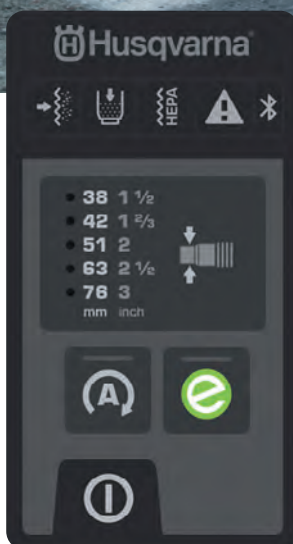 Husqvarna
HEPA
38 1 1/2
42 1 2/3
51 2
63 2 1/2
76 3
mm inch
A
e